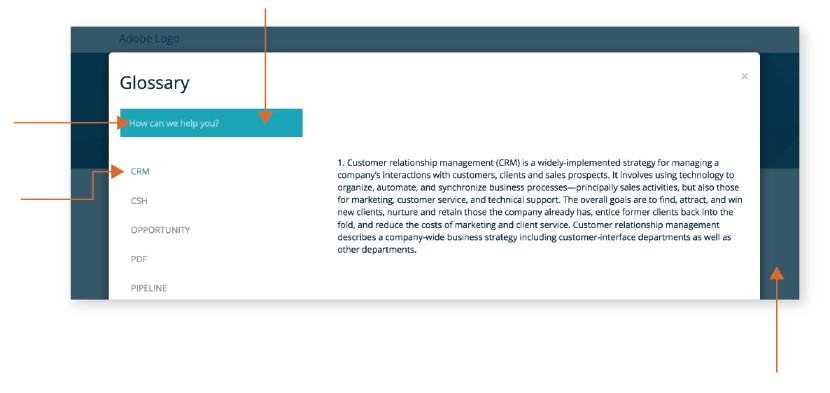 Adobe Logo
Glossary
×
How can we help you?
CRM
CSH
OPPORTUNITY
PDF
PIPELINE
1. Customer relationship management (CRM) is a widely-implemented strategy for managing a
company's interactions with customers, clients and sales prospects. It involves using technology to
organize, automate, and synchronize business processes—principally sales activities, but also those
for marketing, customer service, and technical support. The overall goals are to find, attract, and win
new clients, nurture and retain those the company already has, entice former clients back into the
fold, and reduce the costs of marketing and client service. Customer relationship management
describes a company-wide business strategy including customer-interface departments as well as
other departments.